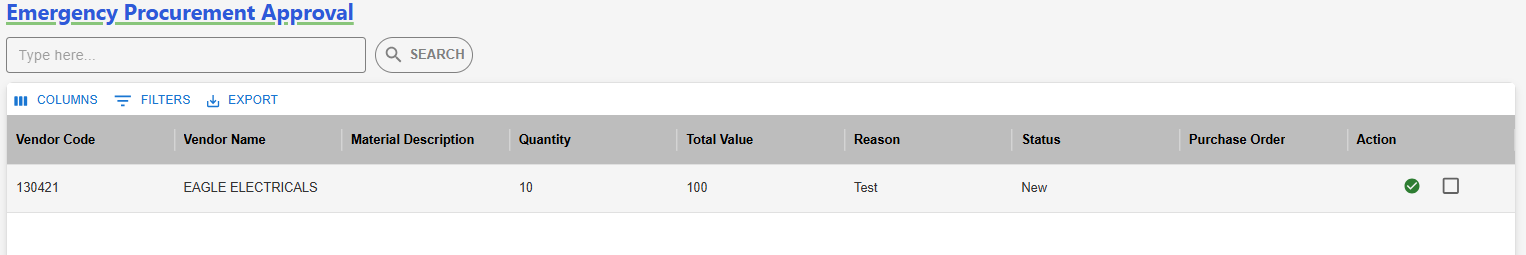 Emergency Procurement Approval
Type here...
SEARCH
COLUMNS FILTERS EXPORT
Vendor Code Vendor Name Material Description Quantity Total Value Reason Status Purchase Order Action
130421 EAGLE ELECTRICALS 10 100 Test New